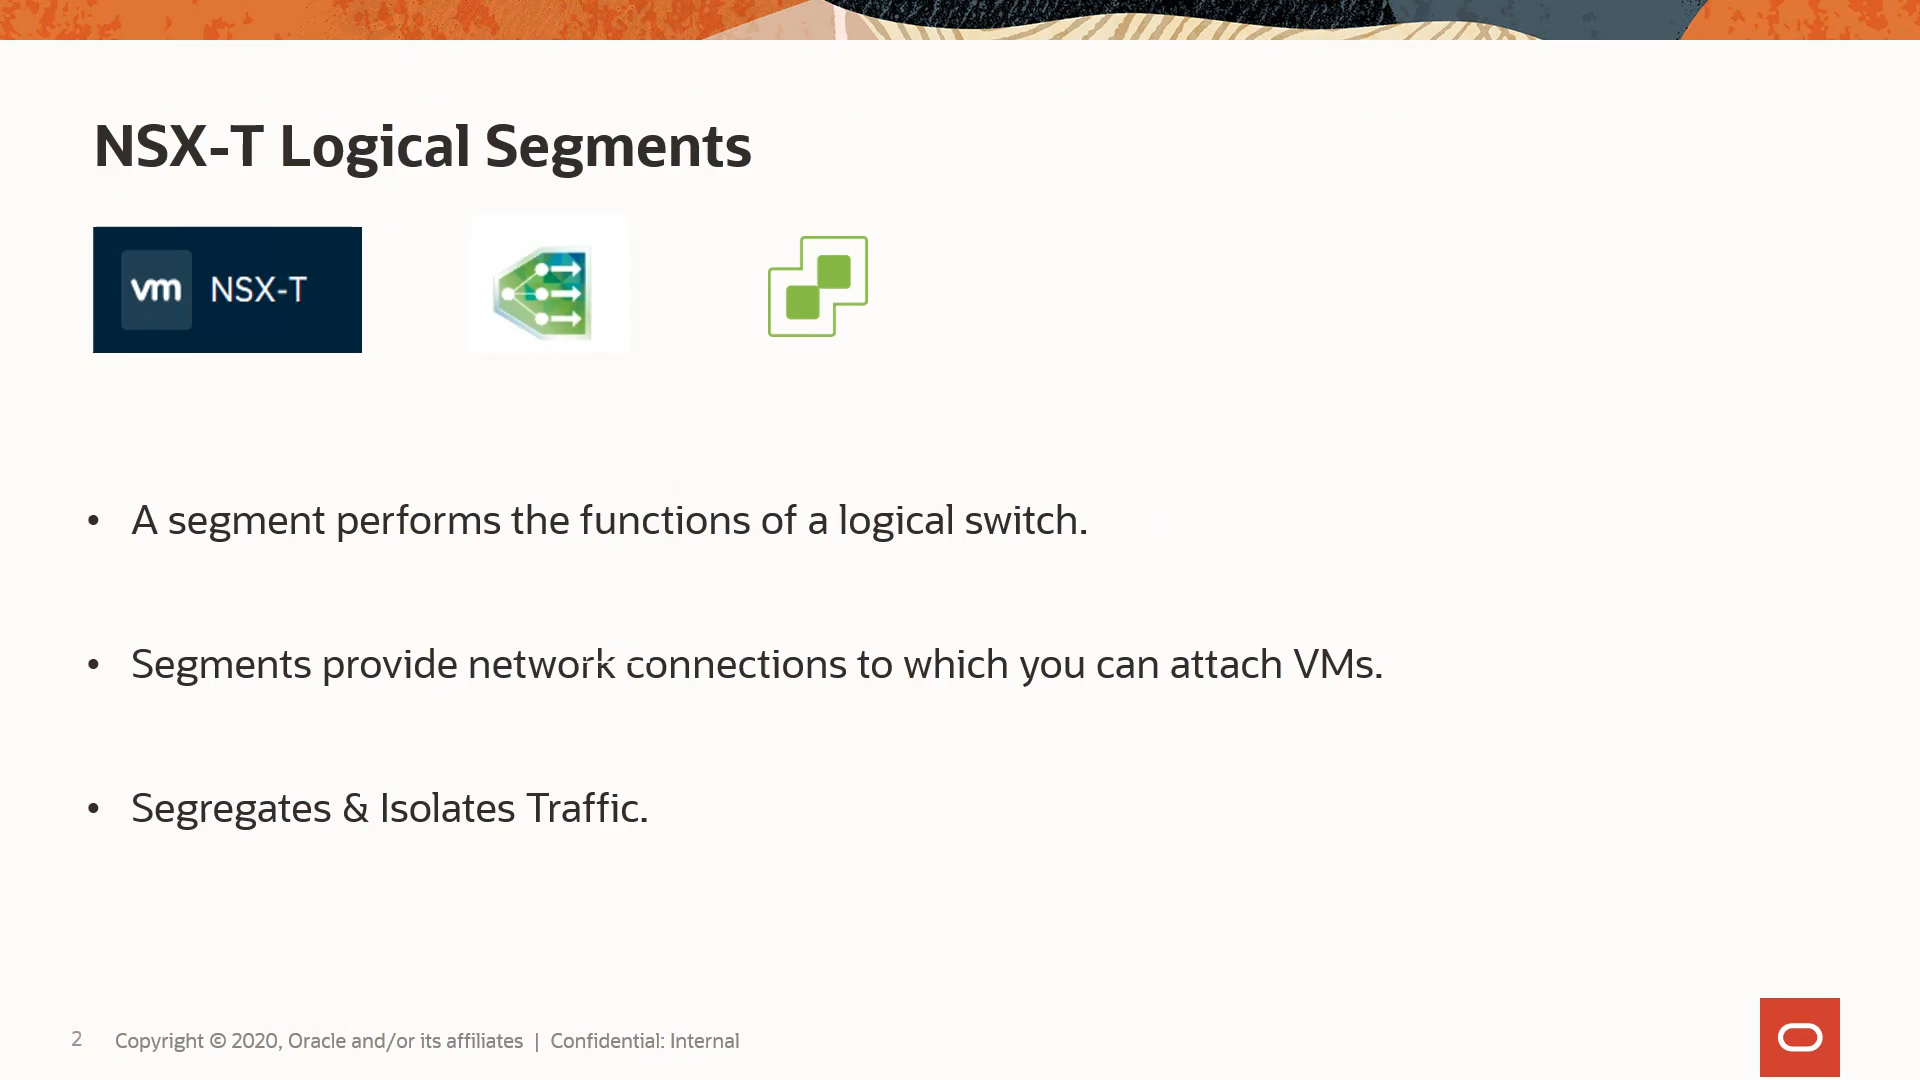 NSX-T Logical Segments
vm NSX-T
• A segment performs the functions of a logical switch.
• Segments provide network connections to which you can attach VMs.
• Segregates & Isolates Traffic.
2 Copyright © 2020, Oracle and/or its affiliates | Confidential: Internal